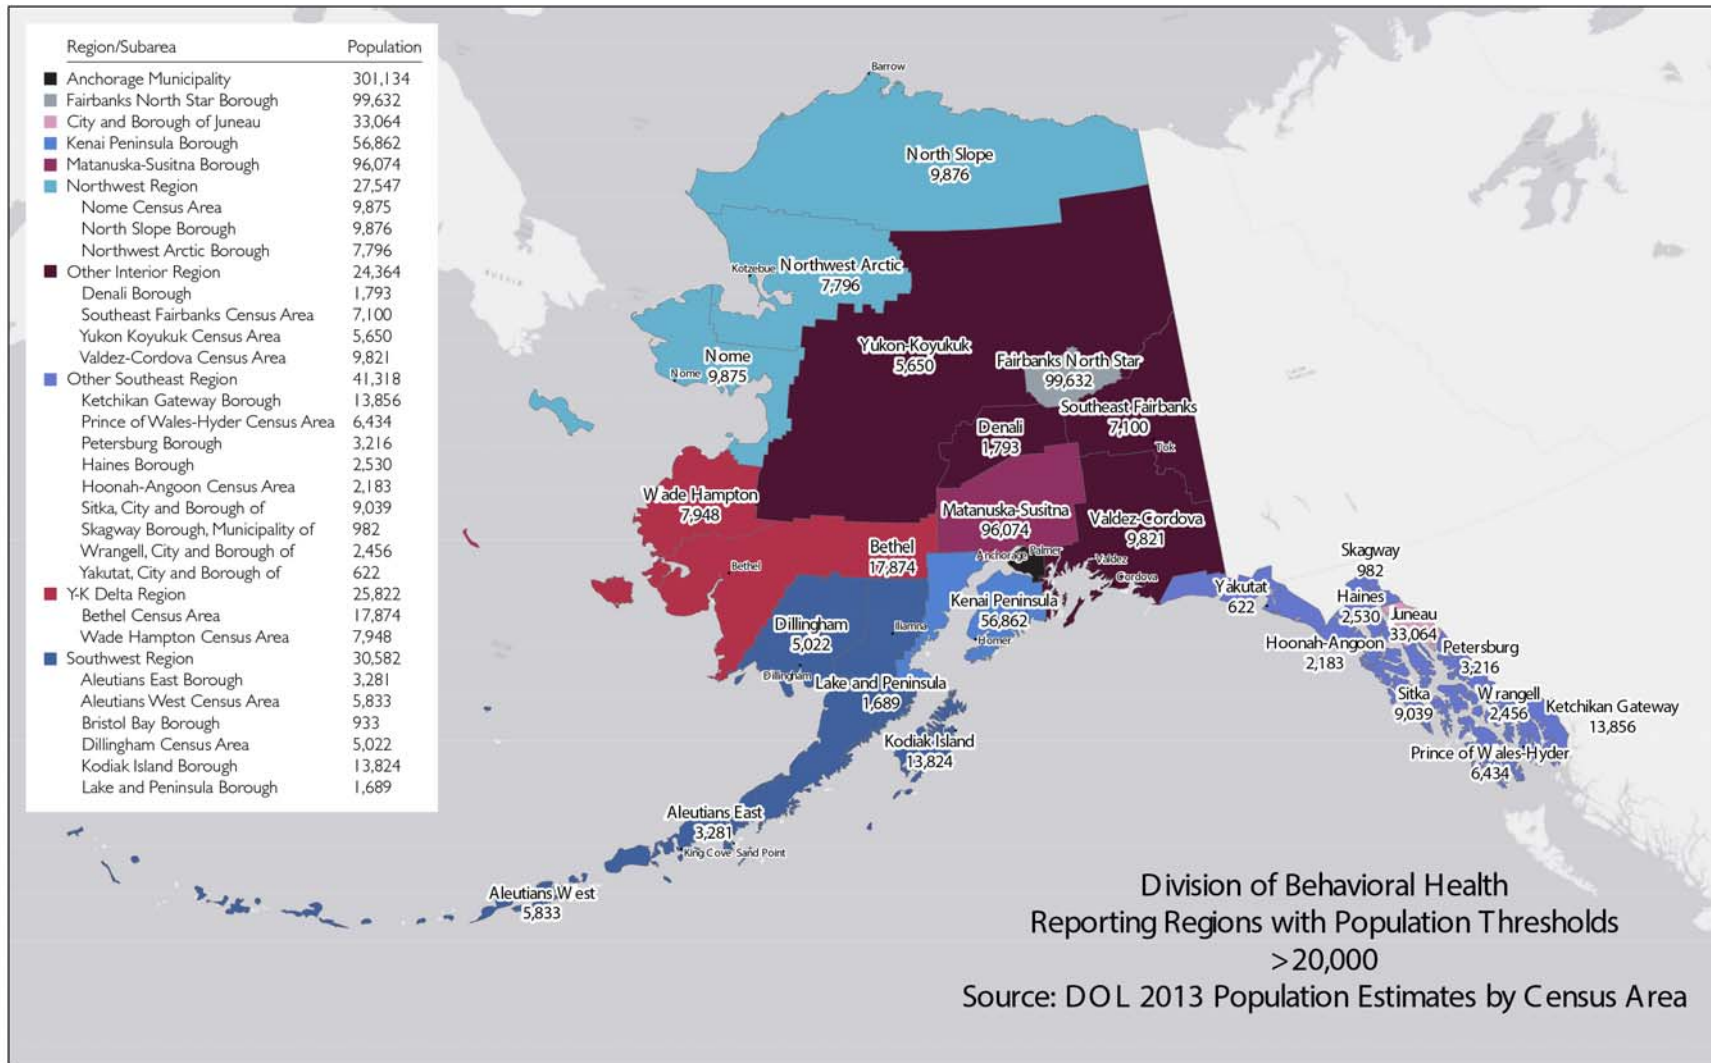 Region/Subarea Population
Anchorage Municipality 301,134
Fairbanks North Star Borough 99,632
City and Borough of Juneau 33,064
Kenai Peninsula Borough 56,862
Matanuska-Susitna Borough 96,074
Northwest Region 27,547
Nome Census Area 9,875
North Slope Borough 9,876
Northwest Arctic Borough 7,796
Other Interior Region 24,364
Denali Borough 1,793
Southeast Fairbanks Census Area 7,100
Yukon Koyukuk Census Area 5,650
Valdez-Cordova Census Area 9,821
Other Southeast Region 41,318
Ketchikan Gateway Borough 13,856
Prince of Wales-Hyder Census Area 6,434
Petersburg Borough 3,216
Haines Borough 2,530
Hoonah-Angoon Census Area 2,183
Sitka, City and Borough of 9,039
Skagway Borough, Municipality of 982
Wrangell, City and Borough of 2,456
Yakutat, City and Borough of 622
Y-K Delta Region 25,822
Bethel Census Area 17,874
Wade Hampton Census Area 7,948
Southwest Region 30,582
Aleutians East Borough 3,281
Aleutians West Census Area 5,833
Bristol Bay Borough 933
Dillingham Census Area 5,022
Kodiak Island Borough 13,824
Lake and Peninsula Borough 1,689
Barrow
North Slope
9,876
RUSSIA
Kotzebue
Northwest Arctic
7,796
Nome
9,875
Nome
Yukon-Koyukuk
5,650
Fairbanks North Star
99,632
Southeast Fairbanks
7,100
Denali
1,793
Tok
Wade Hampton
7,948
Matanuska-Susitna
96,074
Valdez-Cordova
9,821
Bethel
17,874
Bethel
Anchorage
Palmer
Valdez
Cordova
Kenai Peninsula
56,862
Homer
Dillingham
5,022
Iliamna
Dillingham
Lake and Peninsula
1,689
Kodiak Island
13,824
Aleutians East
3,281
King Cove
Sand Point
Aleutians West
5,833
Skagway
982
Yakutat
622
Haines
2,530
Juneau
33,064
Hoonah-Angoon
2,183
Petersburg
3,216
Sitka
9,039
Wrangell
2,456
Ketchikan Gateway
13,856
Prince of Wales-Hyder
6,434
Division of Behavioral Health
Reporting Regions with Population Thresholds
>20,000
Source: DOL 2013 Population Estimates by Census Area